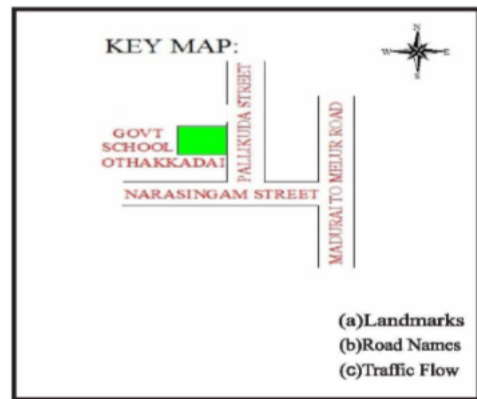 KEY MAP:
N
W E
S
GOVT
SCHOOL
OTHAKKADAI
PALLIKUDA STREET
NARASINGAM STREET
MADURAI TO MELUR ROAD
(a)Landmarks
(b)Road Names
(c)Traffic Flow